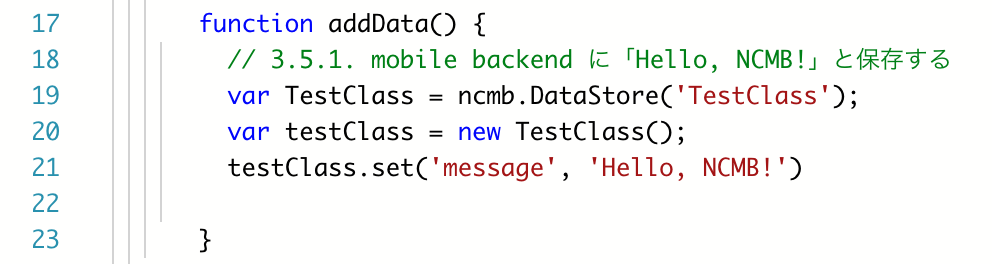 17 function addData() {
18 // 3.5.1. mobile backend に「Hello, NCMB!」と保存する
19 var TestClass = ncmb.DataStore('TestClass');
20 var testClass = new TestClass();
21 testClass.set('message', 'Hello, NCMB!')
22
23 }